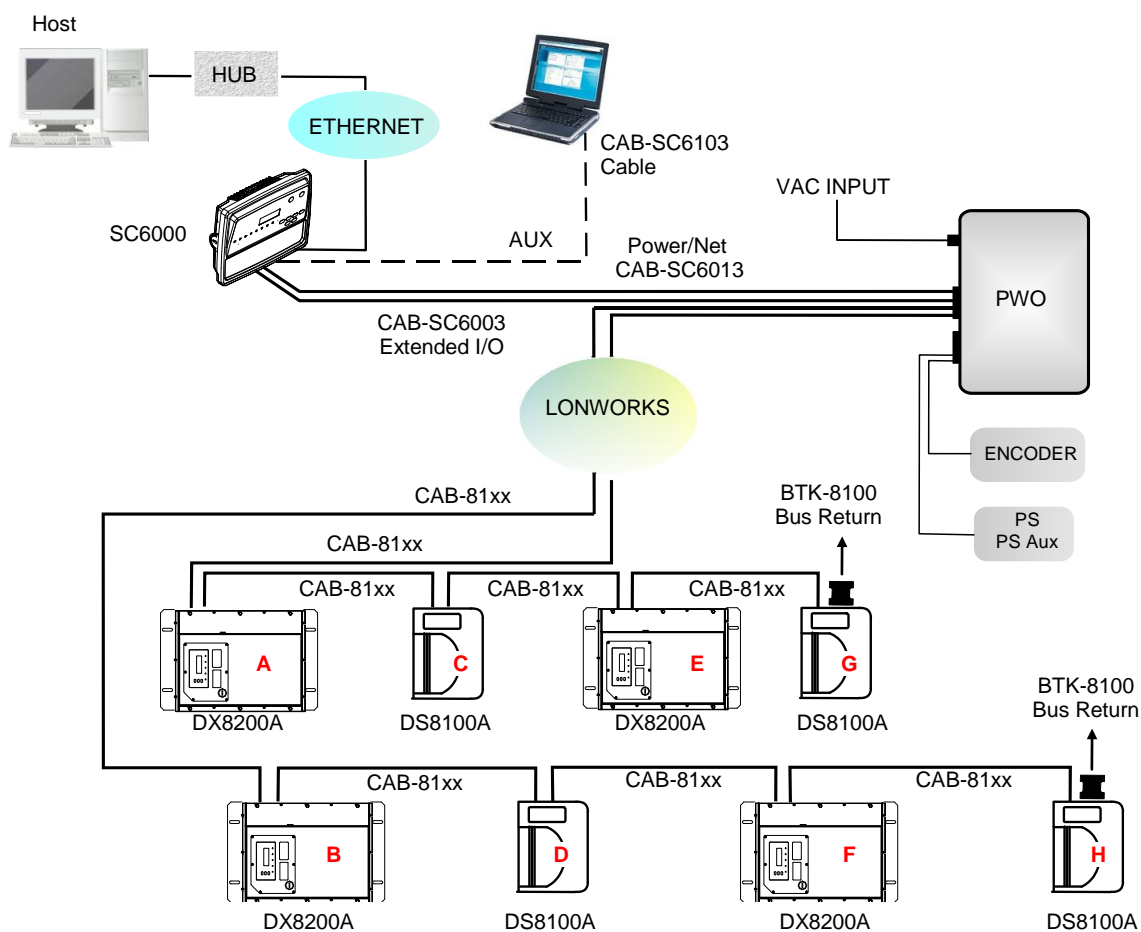 Host
HUB
ETHERNET
CAB-SC6103
Cable
VAC INPUT
SC6000
AUX
Power/Net
CAB-SC6013
PWO
CAB-SC6003
Extended I/O
LONWORKS
ENCODER
CAB-81xx
BTK-8100
Bus Return
PS
PS Aux
CAB-81xx
CAB-81xx
CAB-81xx
CAB-81xx
A
C
E
G
DX8200A
DS8100A
DX8200A
DS8100A
BTK-8100
Bus Return
CAB-81xx
CAB-81xx
CAB-81xx
B
D
F
H
DX8200A
DS8100A
DX8200A
DS8100A